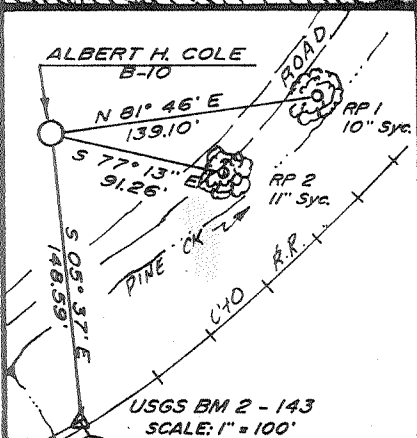 ALBERT H. COLE
B-10
ROAD
N 81° 46' E
139.10'
RP 1
10" Syc.
S 77° 13" E
91.26'
RP 2
11" Syc.
S 05° 37' E
148.59'
PINE CK
C&O R.R.
USGS BM 2 - 143
SCALE: 1" = 100'